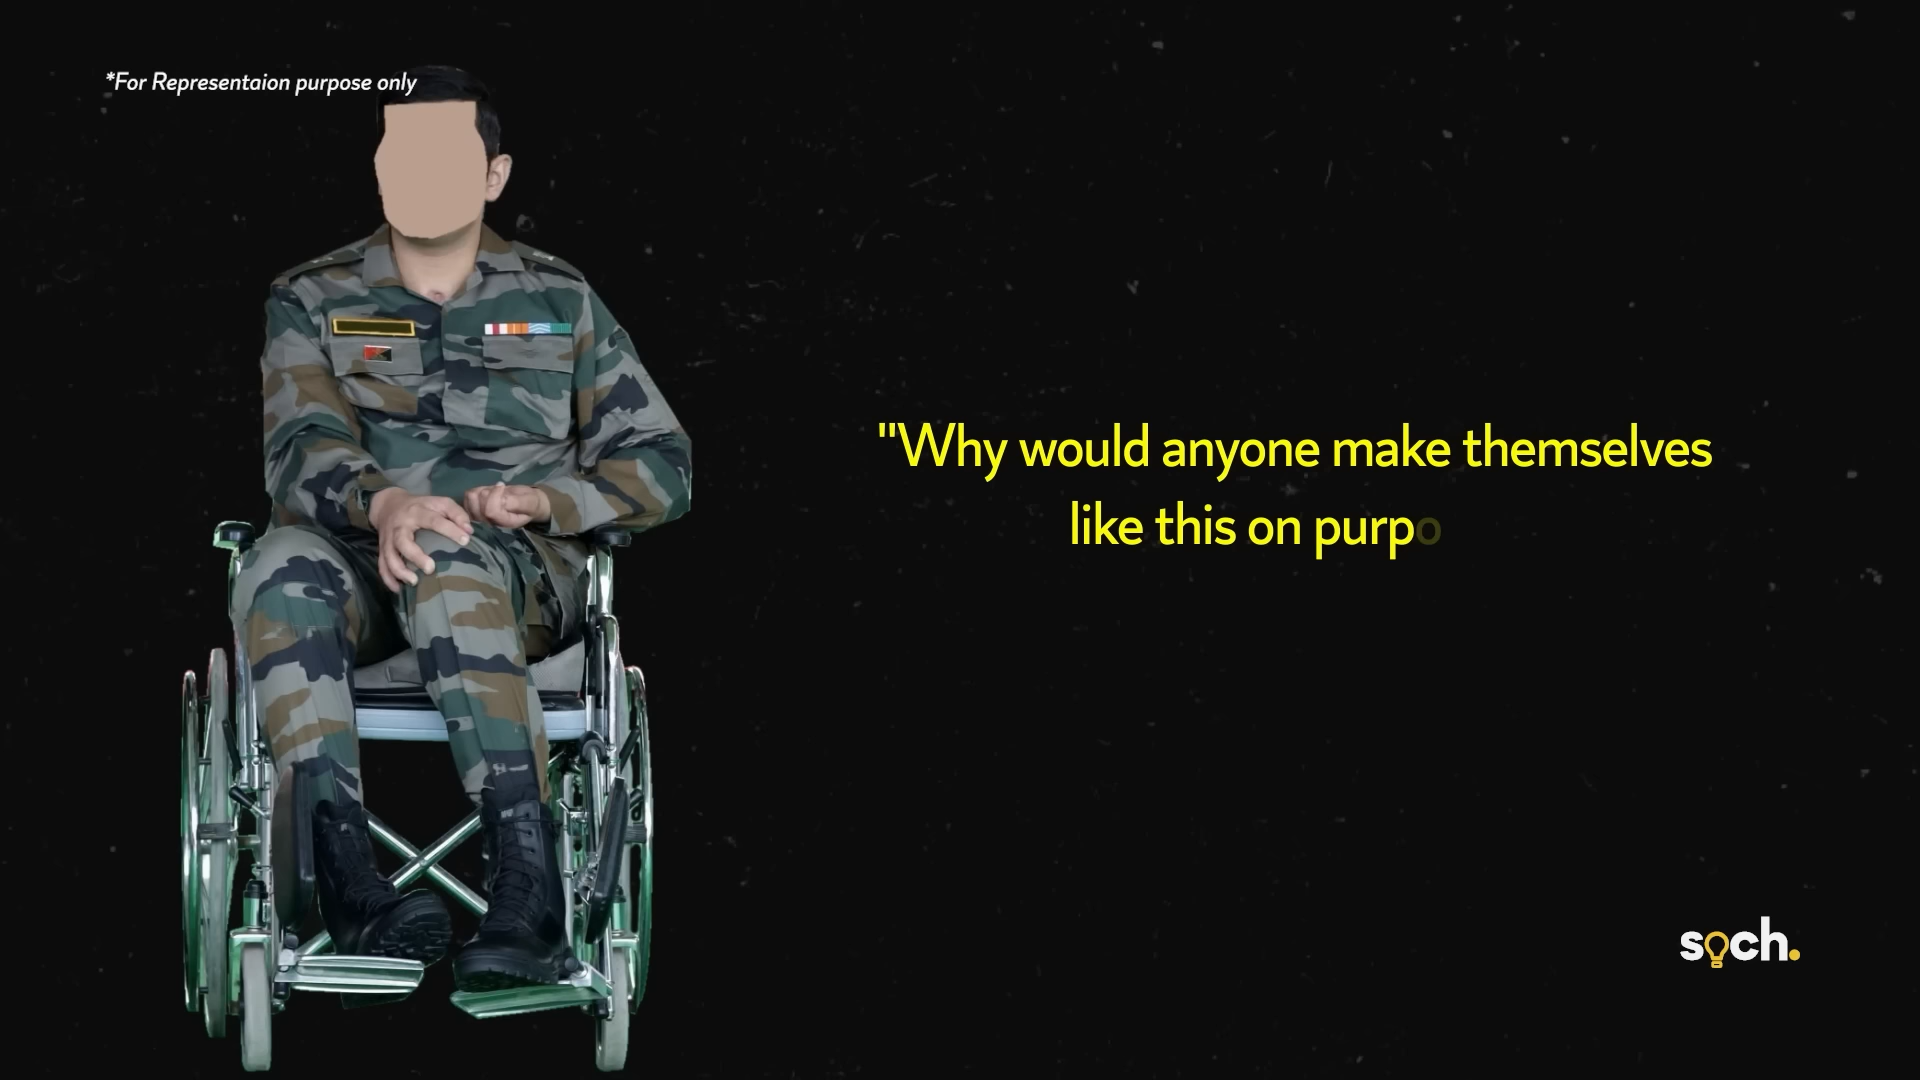 *For Representaion purpose only
"Why would anyone make themselves
like this on purpo
soch.